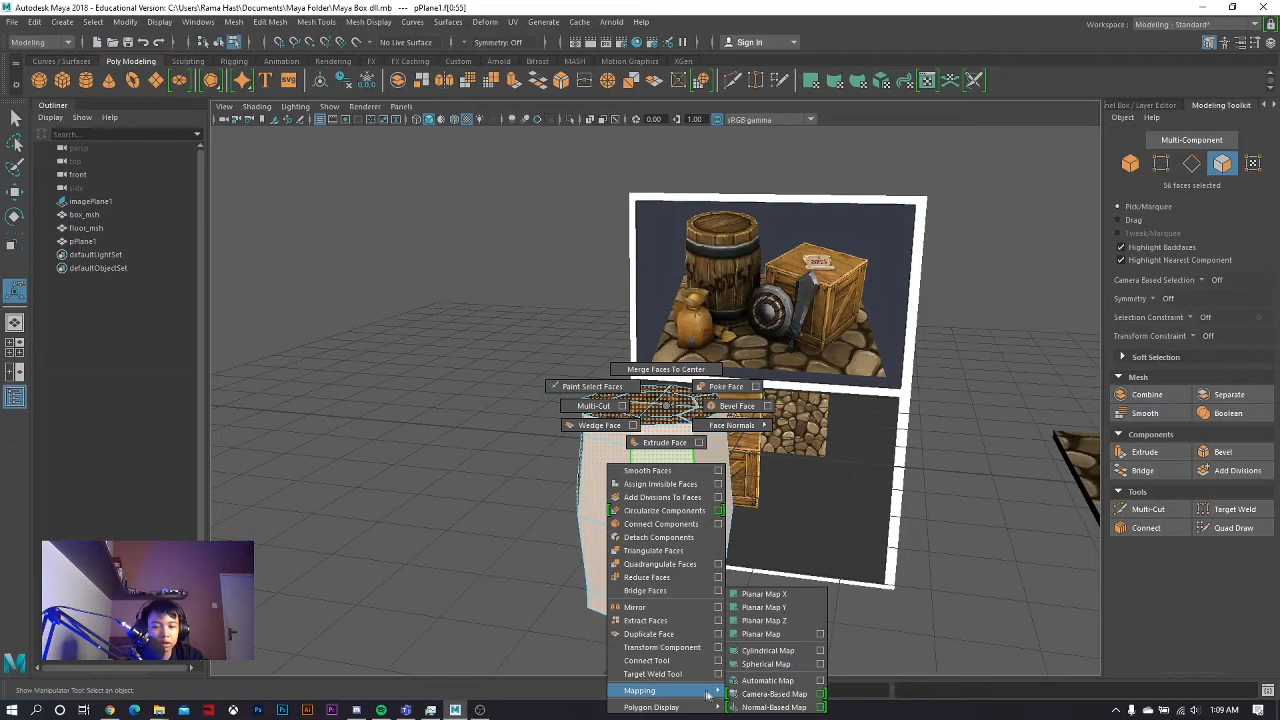 Autodesk Maya 2018 - Educational Version: C:\Users\Rama Hast\Documents\Maya Folder\Maya Box dll.mb --- pPlane1.f[0:55]
File Edit Create Select Modify Display Windows Mesh Edit Mesh Mesh Tools Mesh Display Curves Surfaces Deform UV Generate Cache Arnold Help
Workspace : Modeling - Standard*
Modeling
No Live Surface
Symmetry: Off
Sign In
Curves / Surfaces Poly Modeling Sculpting Rigging Animation Rendering FX FX Caching Custom Arnold Bifrost MASH Motion Graphics XGen
Outliner
Display Show Help
Search...
persp
top
front
side
imagePlane1
box_msh
floor_msh
pPlane1
defaultLightSet
defaultObjectSet
View Shading Lighting Show Renderer Panels
0.00 1.00 sRGB gamma
Merge Faces To Center
Paint Select Faces
Poke Face
Multi-Cut
Bevel Face
Wedge Face
Face Normals
Extrude Face
Smooth Faces
Assign Invisible Faces
Add Divisions To Faces
Circularize Components
Connect Components
Detach Components
Triangulate Faces
Quadrangulate Faces
Reduce Faces
Bridge Faces
Mirror
Extract Faces
Duplicate Face
Transform Component
Connect Tool
Target Weld Tool
Mapping
Polygon Display
Planar Map X
Planar Map Y
Planar Map Z
Planar Map
Cylindrical Map
Spherical Map
Automatic Map
Camera-Based Map
Normal-Based Map
nel Box / Layer Editor Modeling Toolkit
Object Help
Multi-Component
56 faces selected
Pick/Marquee
Drag
Tweak/Marquee
Highlight Backfaces
Highlight Nearest Component
Camera Based Selection Off
Symmetry Off
Selection Constraint Off
Transform Constraint Off
Soft Selection
Mesh
Combine Separate
Smooth Boolean
Components
Extrude Bevel
Bridge Add Divisions
Tools
Multi-Cut Target Weld
Connect Quad Draw
Show Manipulator Tool: Select an object.
1:09 AM